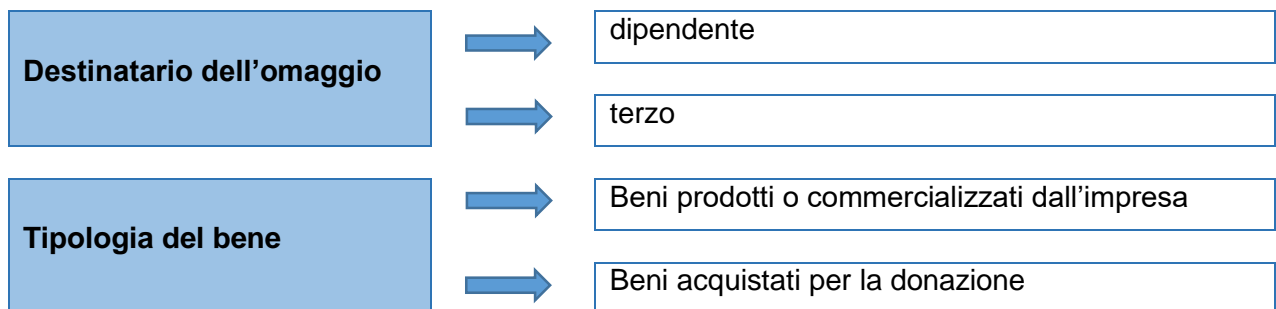 Destinatario dell’omaggio
dipendente
terzo
Tipologia del bene
Beni prodotti o commercializzati dall’impresa
Beni acquistati per la donazione